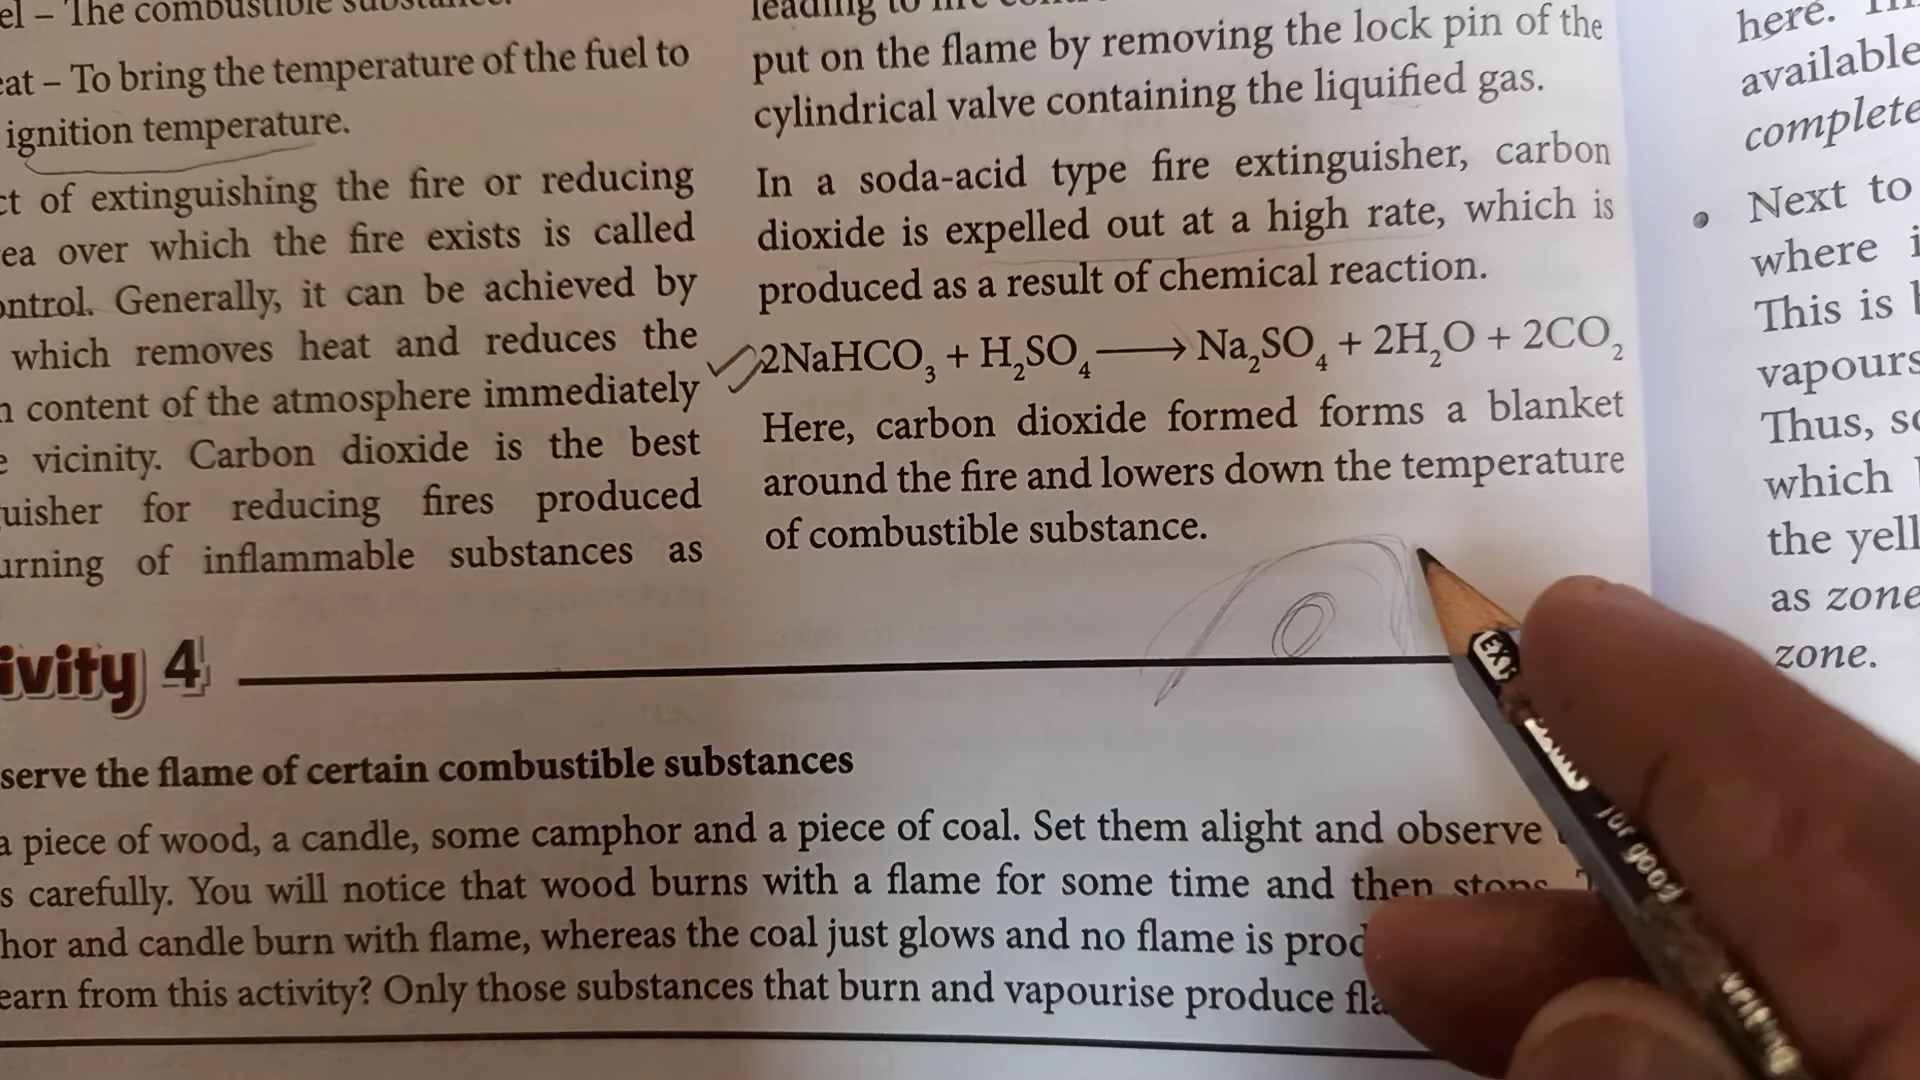 el – The combustible substance.
eat – To bring the temperature of the fuel to
ignition temperature.
ct of extinguishing the fire or reducing
ea over which the fire exists is called
ontrol. Generally, it can be achieved by
which removes heat and reduces the
n content of the atmosphere immediately
e vicinity. Carbon dioxide is the best
uisher for reducing fires produced
urning of inflammable substances as
leading to
put on the flame by removing the lock pin of the
cylindrical valve containing the liquified gas.
In a soda-acid type fire extinguisher, carbon
dioxide is expelled out at a high rate, which is
produced as a result of chemical reaction.
2NaHCO₃ + H₂SO₄ ⟶ Na₂SO₄ + 2H₂O + 2CO₂
Here, carbon dioxide formed forms a blanket
around the fire and lowers down the temperature
of combustible substance.
ivity 4
serve the flame of certain combustible substances
a piece of wood, a candle, some camphor and a piece of coal. Set them alight and observe
s carefully. You will notice that wood burns with a flame for some time and then stops.
hor and candle burn with flame, whereas the coal just glows and no flame is prod
earn from this activity? Only those substances that burn and vapourise produce fla
here.
available
complete
• Next to
where i
This is
vapours
Thus, so
which
the yell
as zone
zone.
EXT
for good
writing